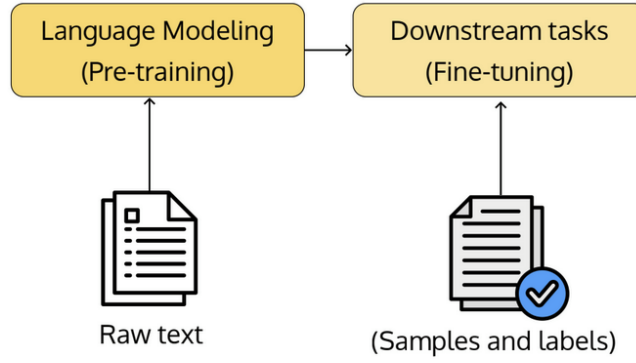 Language Modeling
(Pre-training)
Downstream tasks
(Fine-tuning)
Raw text
(Samples and labels)